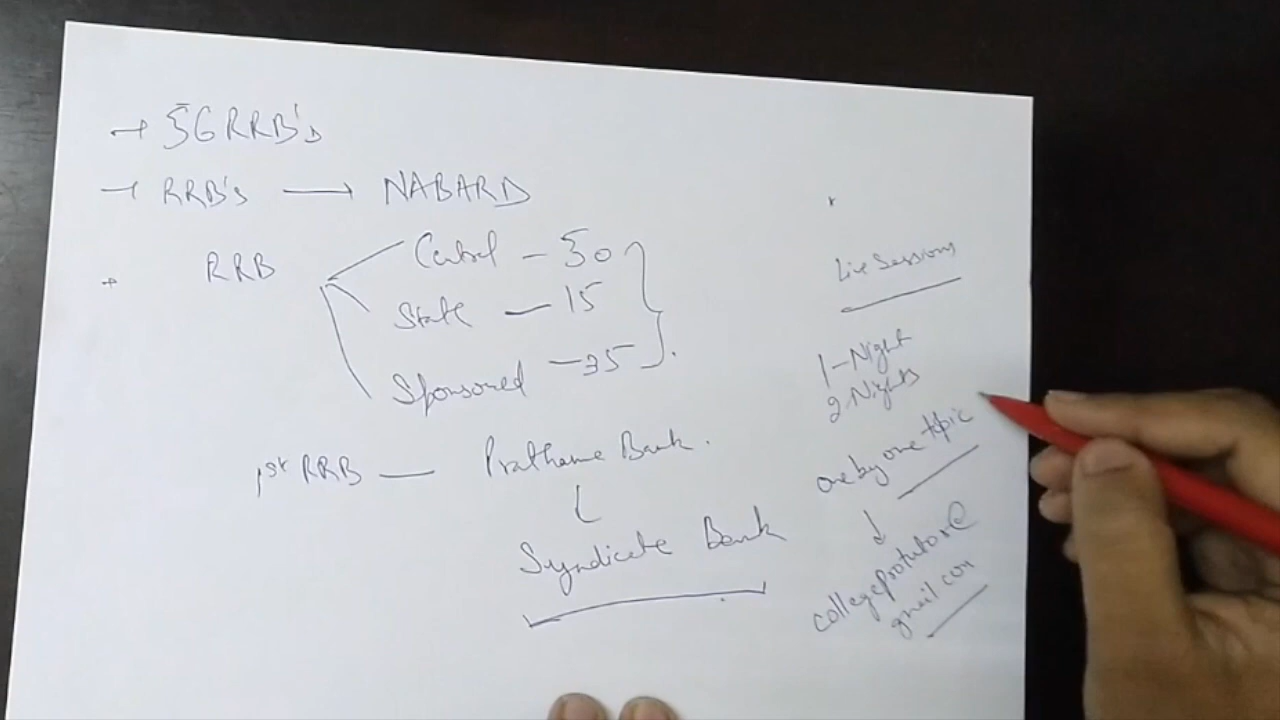 → 56 RRB's
→ RRB's → NABARD
RRB
Central - 50
State - 15
Sponsored - 35
1st RRB - Prathama Bank.
↓
Syndicate Bank
Live Sessions
1-Night
2 Nights
one by one topic
↓
collegeprotutor@
gmail com